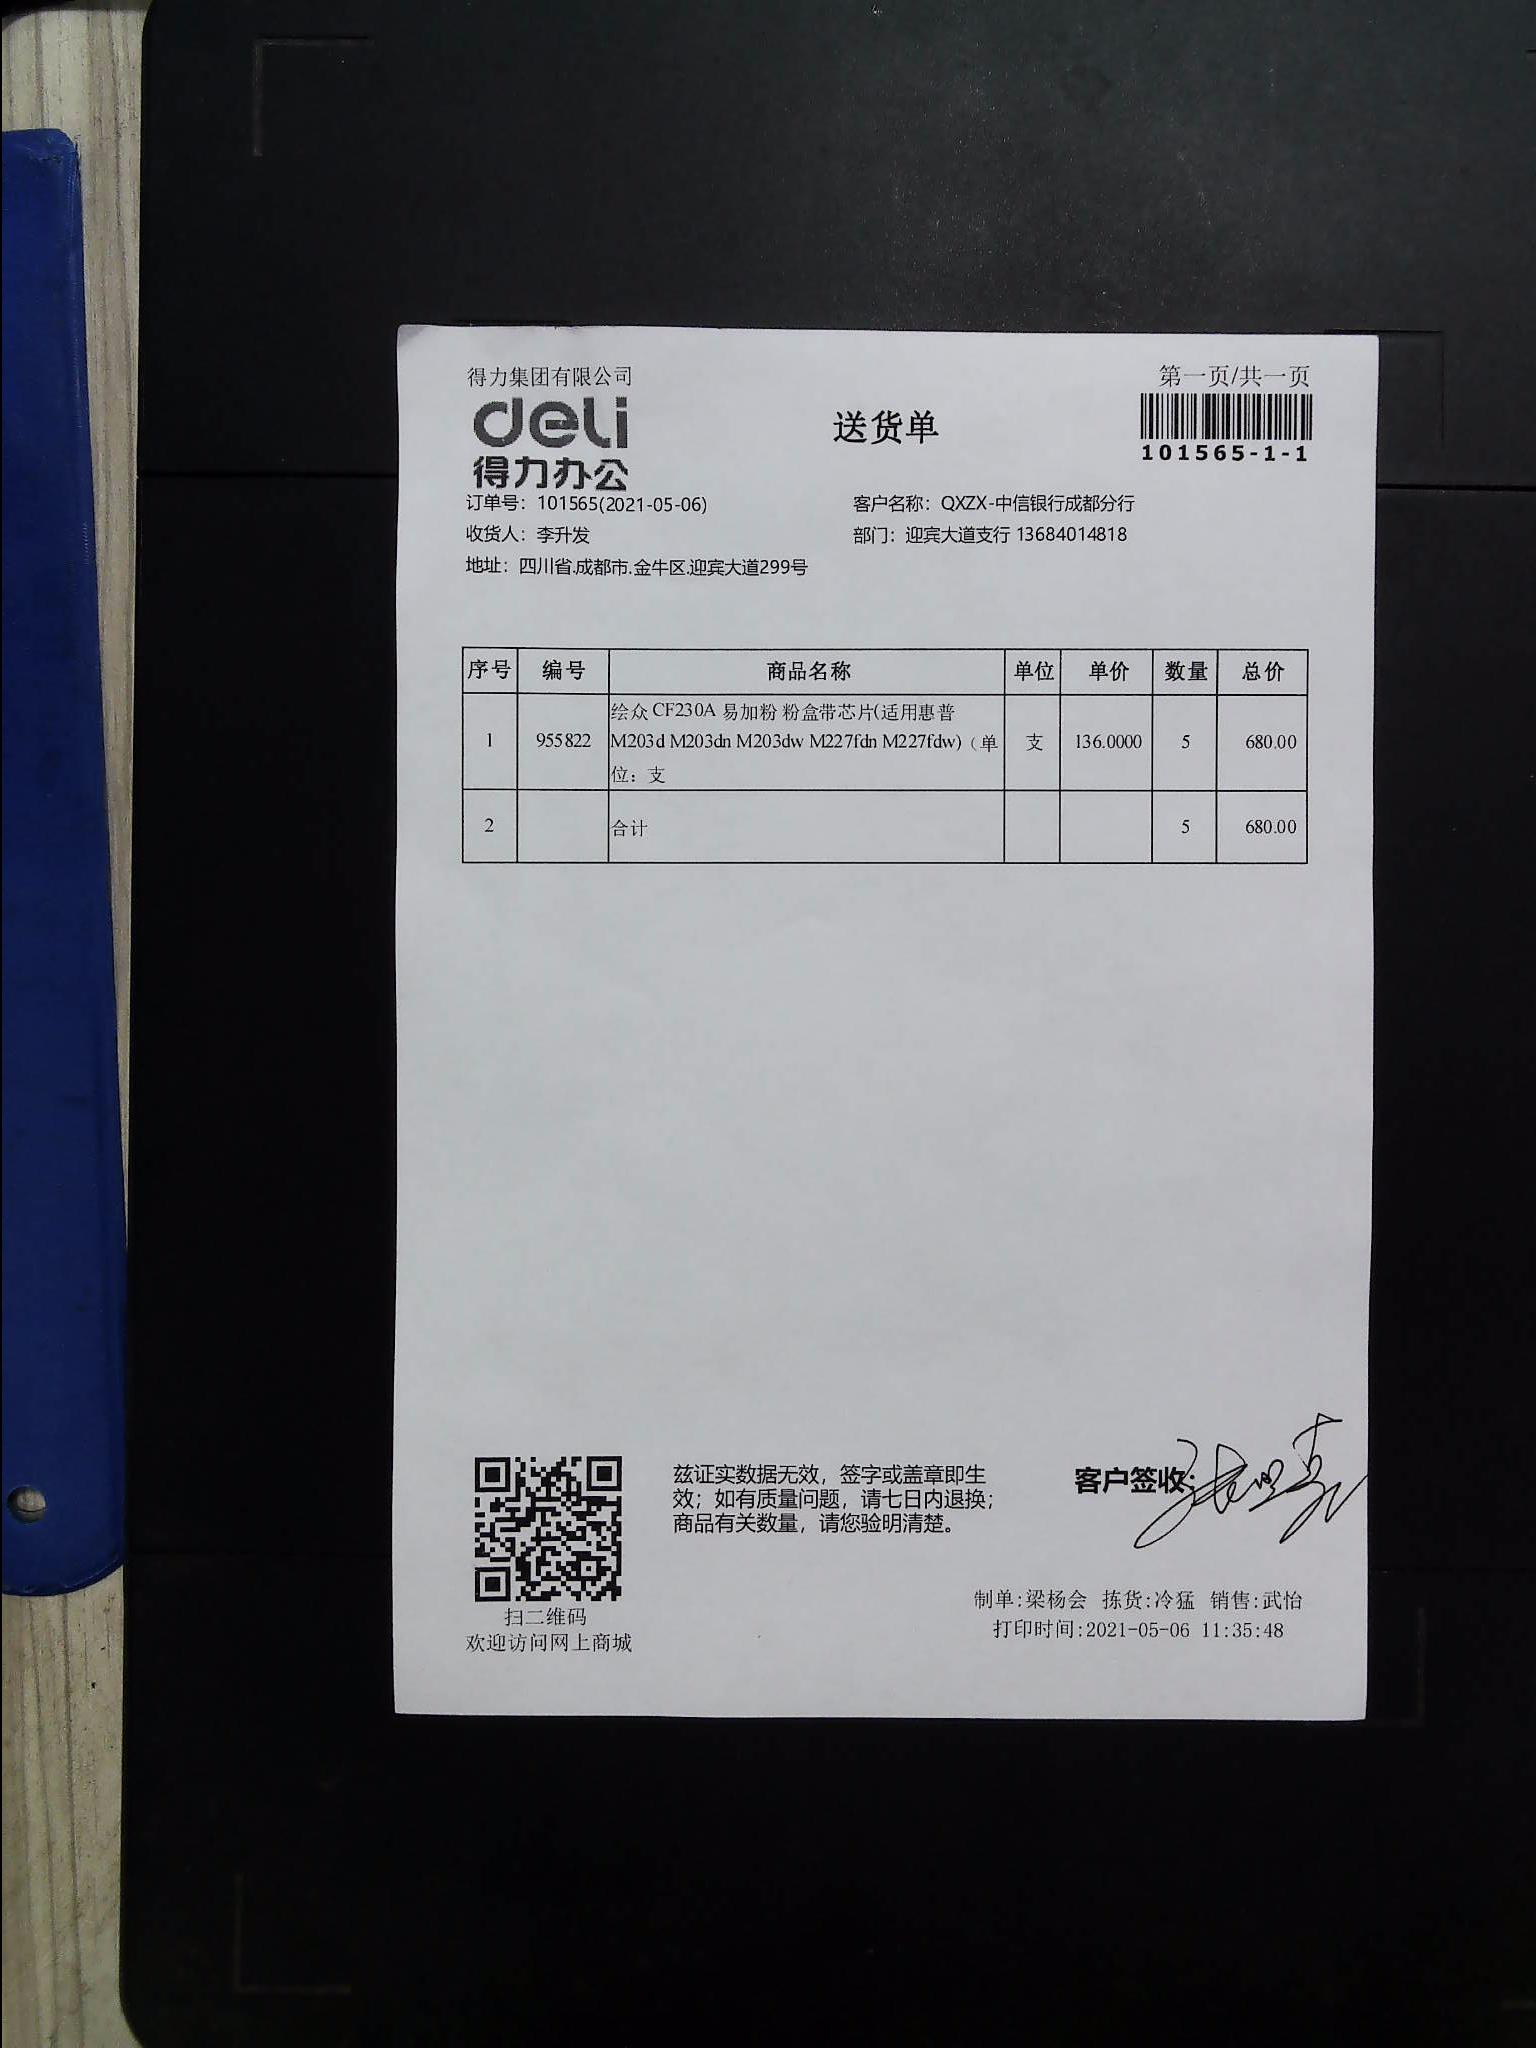 得力集团有限公司
第一页/共一页
deli
得力办公
送货单
101565-1-1
订单号：101565(2021-05-06)
客户名称：QXZX-中信银行成都分行
收货人：李升发
部门：迎宾大道支行 13684014818
地址：四川省.成都市.金牛区.迎宾大道299号
序号 编号 商品名称 单位 单价 数量 总价
绘众 CF230A 易加粉 粉盒带芯片(适用惠普
1 955822 M203d M203dn M203dw M227fdn M227fdw)（单 支 136.0000 5 680.00
位：支
2 合计 5 680.00
兹证实数据无效，签字或盖章即生
效；如有质量问题，请七日内退换；
商品有关数量，请您验明清楚。
客户签收:
扫二维码
欢迎访问网上商城
制单:梁杨会 拣货:冷猛 销售:武怡
打印时间:2021-05-06 11:35:48